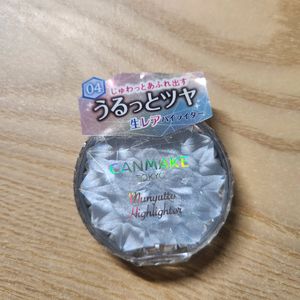 04
じゅわっとあふれ出す
うるっとツヤ
生レアハイライター
CANMAKE
TOKYO
Munyutto
Highlighter